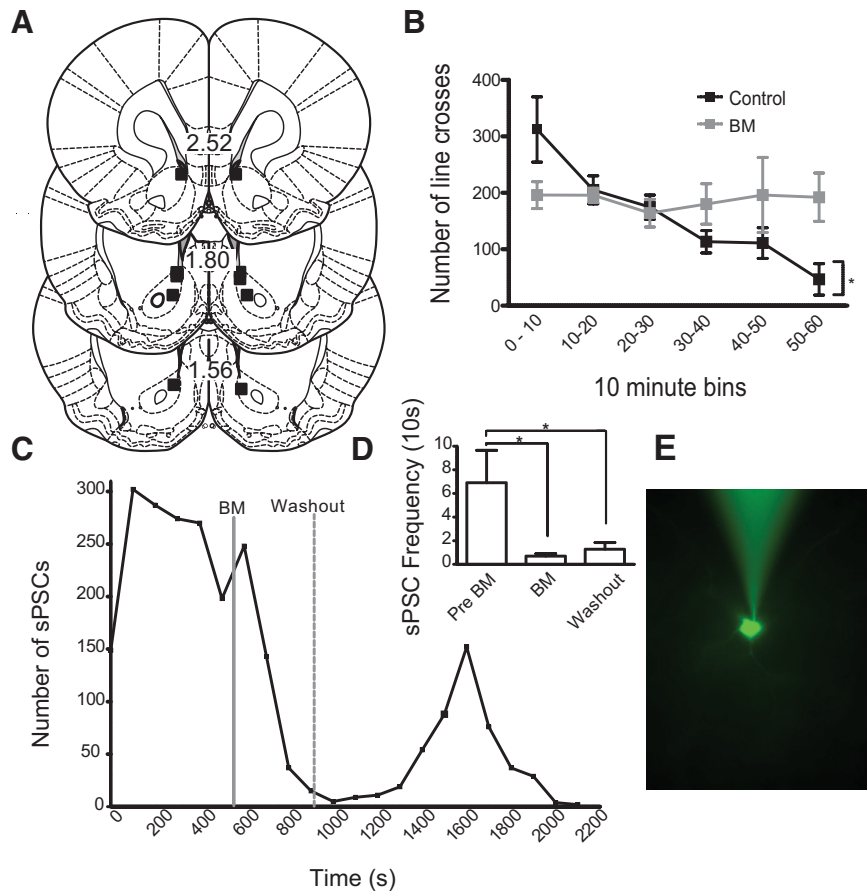 A
2.52
1.80
1.56
B
Number of line crosses
400
300
200
100
0
Control
BM
*
0 - 10
10-20
20-30
30-40
40-50
50-60
10 minute bins
C
Number of sPSCs
300
250
200
150
100
50
0
BM
Washout
0
200
400
600
800
1000
1200
1400
1600
1800
2000
2200
Time (s)
D
sPSC Frequency (10s)
10
8
6
4
2
0
*
*
Pre BM
BM
Washout
E